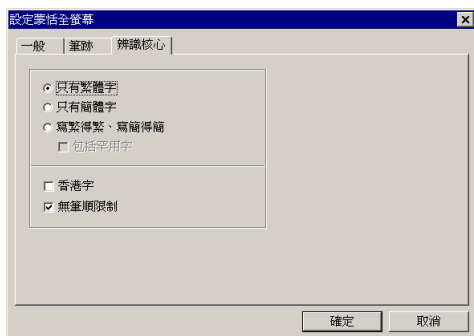 設定蒙恬全螢幕
一般 筆跡 辨識核心
只有繁體字
只有簡體字
寫繁得繁、寫簡得簡
包括罕用字
香港字
無筆順限制
確定 取消